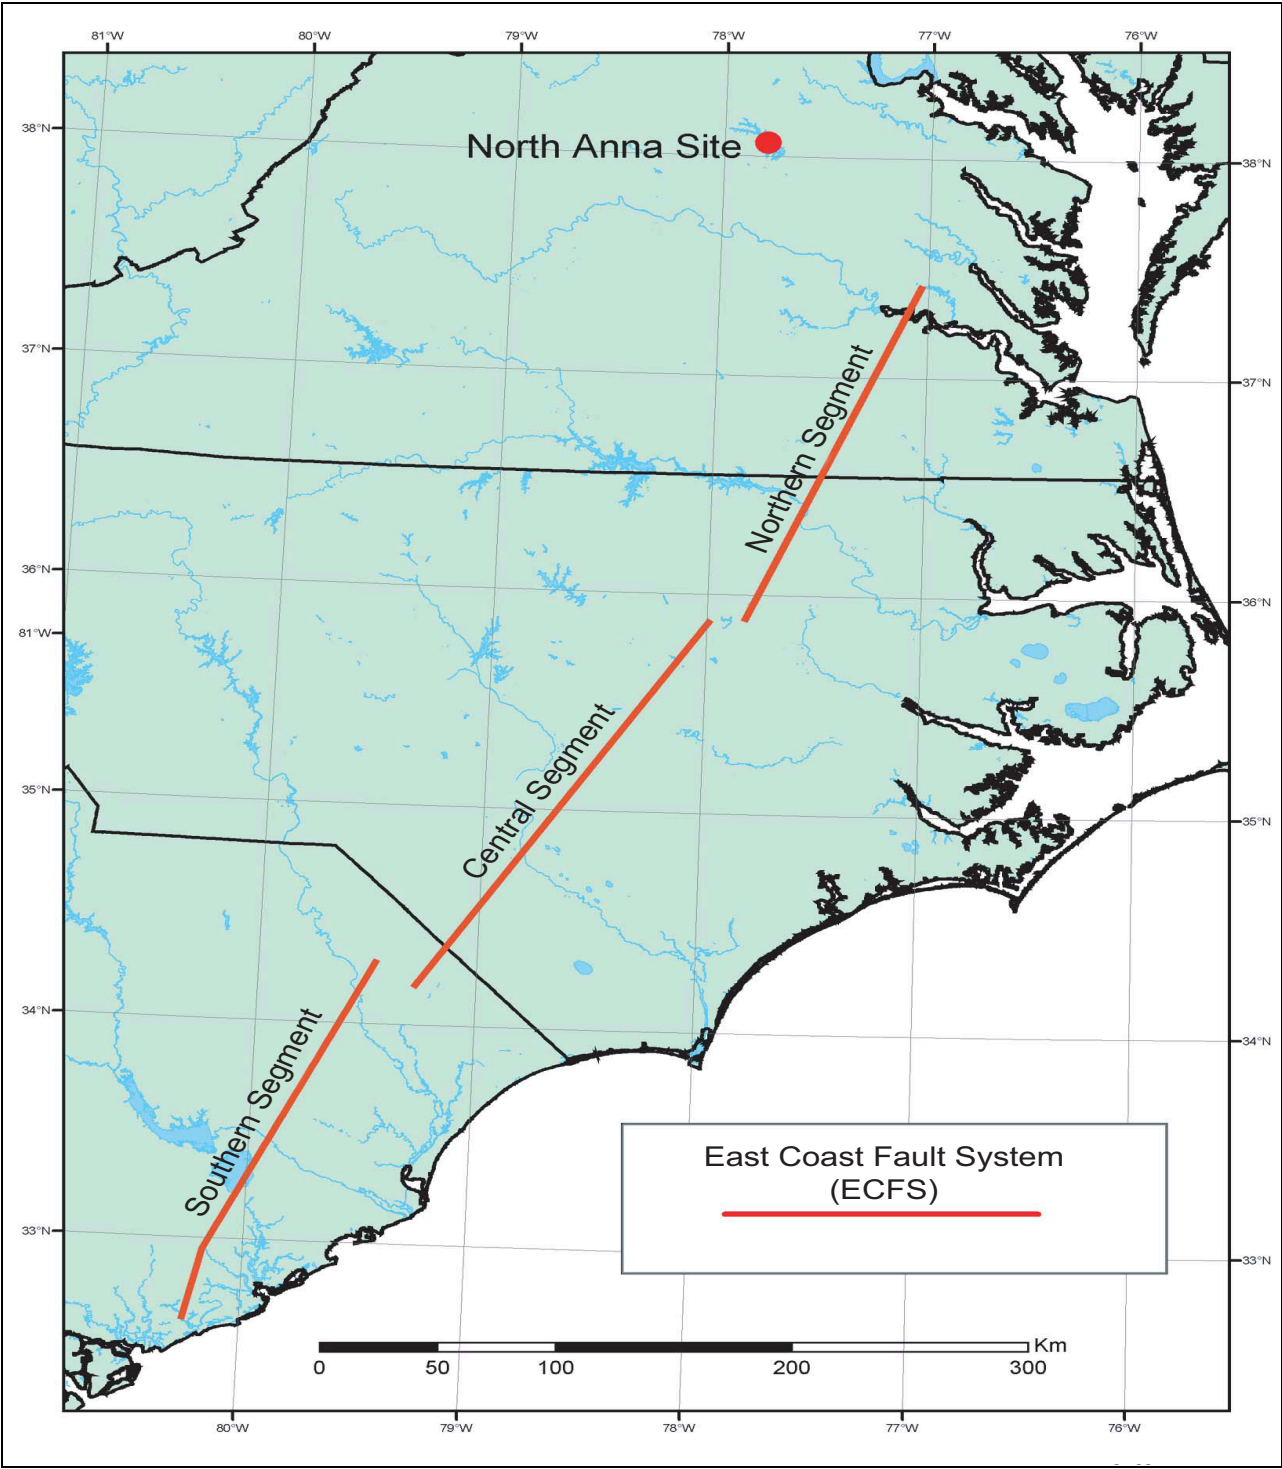 81°W
80°W
79°W
78°W
77°W
76°W
38°N
North Anna Site
38°N
37°N
Northern Segment
37°N
36°N
36°N
81°W
Central Segment
35°N
35°N
34°N
Southern Segment
34°N
East Coast Fault System
(ECFS)
33°N
33°N
Km
0
50
100
200
300
80°W
79°W
78°W
77°W
76°W